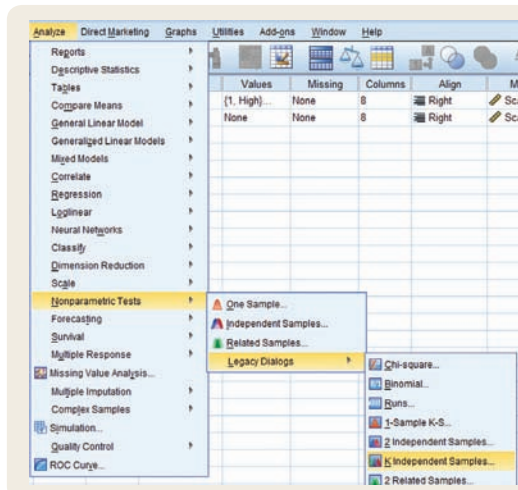 Analyze Direct Marketing Graphs Utilities Add-ons Window Help
Reports
Descriptive Statistics
Tables
Compare Means
General Linear Model
Generalized Linear Models
Mixed Models
Correlate
Regression
Loglinear
Neural Networks
Classify
Dimension Reduction
Scale
Nonparametric Tests
Forecasting
Survival
Multiple Response
Missing Value Analysis...
Multiple Imputation
Complex Samples
Simulation...
Quality Control
ROC Curve...
Values Missing Columns Align
{1, High}... None 8 Right
None None 8 Right
One Sample...
Independent Samples...
Related Samples...
Legacy Dialogs
Chi-square...
Binomial...
Runs...
1-Sample K-S...
2 Independent Samples...
K Independent Samples...
2 Related Samples...